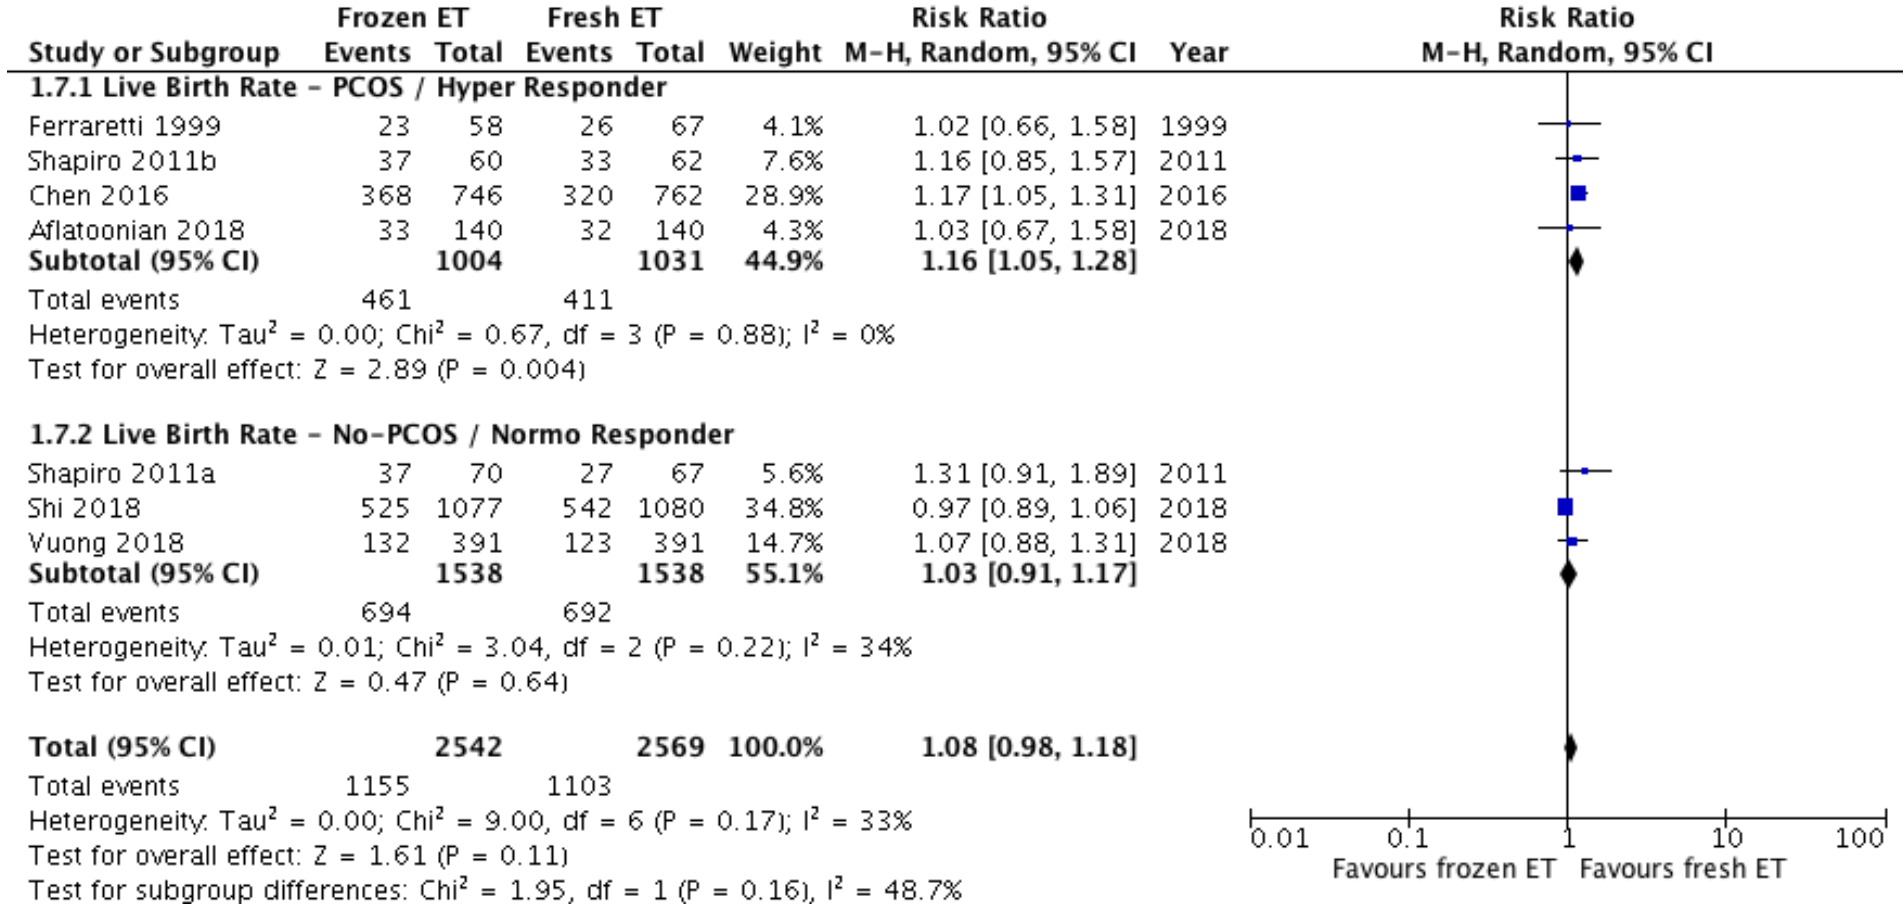 Frozen ET Fresh ET Risk Ratio Risk Ratio
Study or Subgroup Events Total Events Total Weight M-H, Random, 95% CI Year M-H, Random, 95% CI
1.7.1 Live Birth Rate - PCOS / Hyper Responder
Ferraretti 1999 23 58 26 67 4.1% 1.02 [0.66, 1.58] 1999
Shapiro 2011b 37 60 33 62 7.6% 1.16 [0.85, 1.57] 2011
Chen 2016 368 746 320 762 28.9% 1.17 [1.05, 1.31] 2016
Aflatoonian 2018 33 140 32 140 4.3% 1.03 [0.67, 1.58] 2018
Subtotal (95% CI) 1004 1031 44.9% 1.16 [1.05, 1.28]
Total events 461 411
Heterogeneity: Tau² = 0.00; Chi² = 0.67, df = 3 (P = 0.88); I² = 0%
Test for overall effect: Z = 2.89 (P = 0.004)
1.7.2 Live Birth Rate - No-PCOS / Normo Responder
Shapiro 2011a 37 70 27 67 5.6% 1.31 [0.91, 1.89] 2011
Shi 2018 525 1077 542 1080 34.8% 0.97 [0.89, 1.06] 2018
Vuong 2018 132 391 123 391 14.7% 1.07 [0.88, 1.31] 2018
Subtotal (95% CI) 1538 1538 55.1% 1.03 [0.91, 1.17]
Total events 694 692
Heterogeneity: Tau² = 0.01; Chi² = 3.04, df = 2 (P = 0.22); I² = 34%
Test for overall effect: Z = 0.47 (P = 0.64)
Total (95% CI) 2542 2569 100.0% 1.08 [0.98, 1.18]
Total events 1155 1103
Heterogeneity: Tau² = 0.00; Chi² = 9.00, df = 6 (P = 0.17); I² = 33%
Test for overall effect: Z = 1.61 (P = 0.11)
Test for subgroup differences: Chi² = 1.95, df = 1 (P = 0.16), I² = 48.7%
0.01 0.1 1 10 100
Favours frozen ET Favours fresh ET